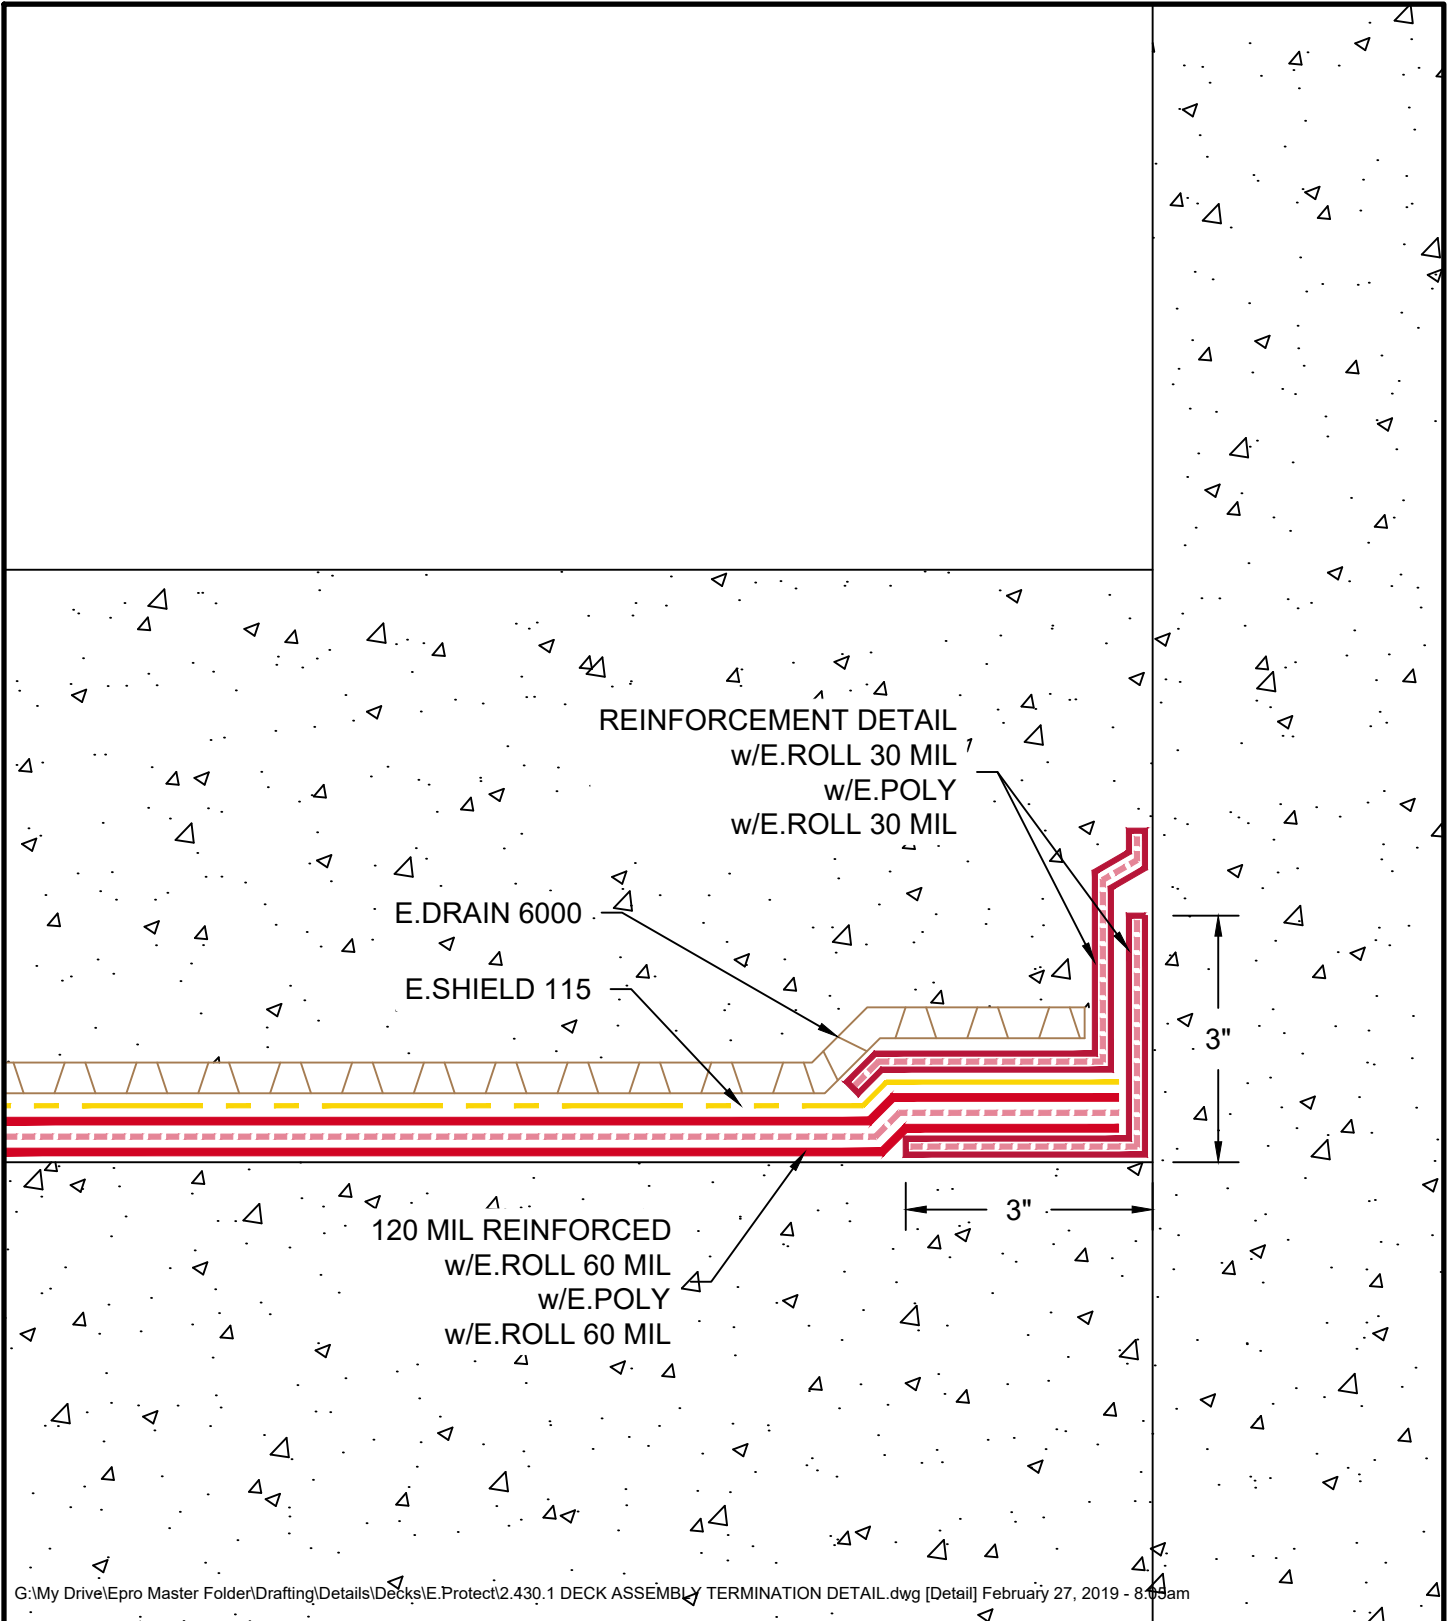 REINFORCEMENT DETAIL
w/E.ROLL 30 MIL
w/E.POLY
w/E.ROLL 30 MIL
E.DRAIN 6000
E.SHIELD 115
3"
3"
120 MIL REINFORCED
w/E.ROLL 60 MIL
w/E.POLY
w/E.ROLL 60 MIL
G:\My Drive\Epro Master Folder\Drafting\Details\Decks\E.Protect\2.430.1 DECK ASSEMBLY TERMINATION DETAIL.dwg [Detail] February 27, 2019 - 8:05am